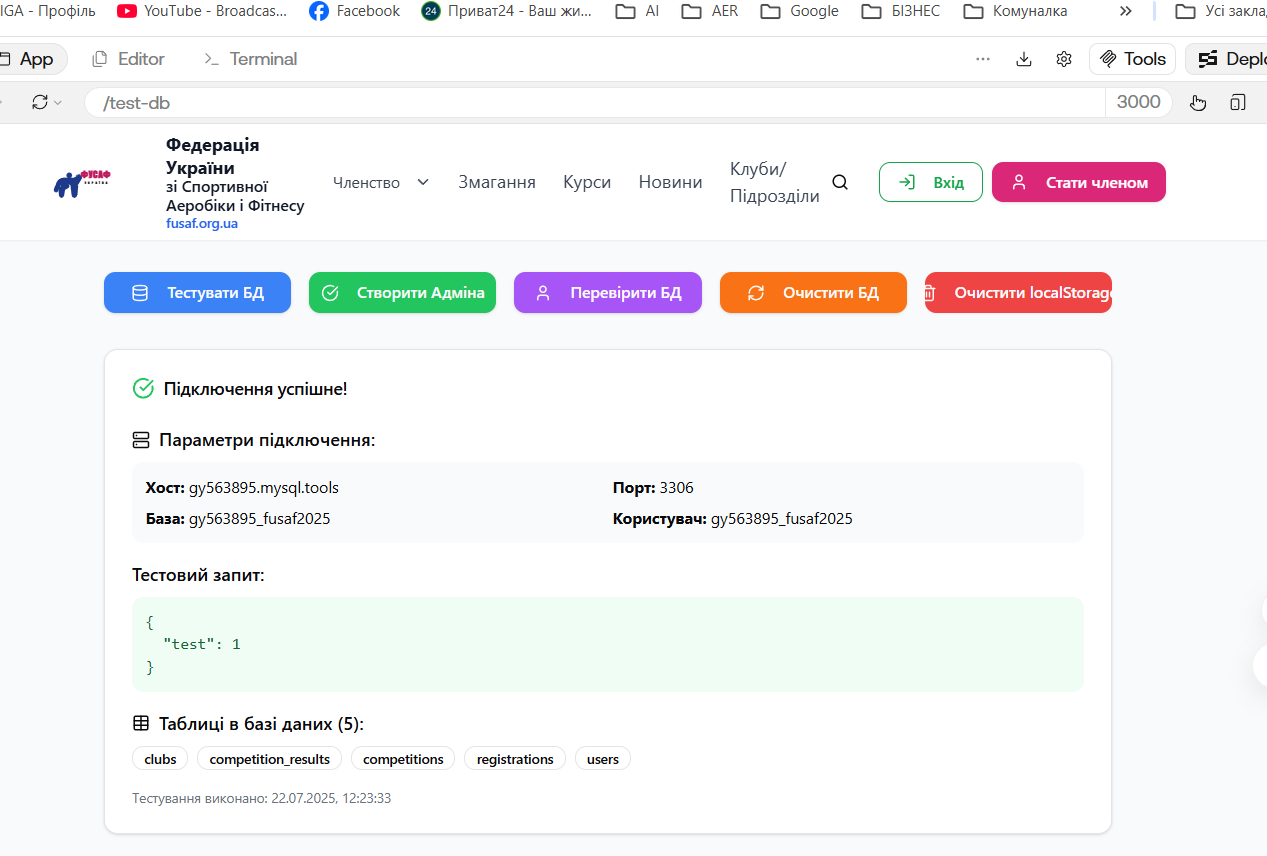 IGA - Профіль YouTube - Broadcas... Facebook Приват24 - Ваш жи... AI AER Google БІЗНЕС Комуналка » Усі закла
App Editor >_ Terminal ... Tools Deplo
/test-db 3000
ФУСАФ
УКРАЇНА
Федерація
України
зі Спортивної
Аеробіки і Фітнесу
fusaf.org.ua
Членство Змагання Курси Новини
Клуби/
Підрозділи
Вхід Стати членом
Тестувати БД Створити Адміна Перевірити БД Очистити БД Очистити localStorage
Підключення успішне!
Параметри підключення:
Хост: gy563895.mysql.tools Порт: 3306
База: gy563895_fusaf2025 Користувач: gy563895_fusaf2025
Тестовий запит:
{
"test": 1
}
Таблиці в базі даних (5):
clubs competition_results competitions registrations users
Тестування виконано: 22.07.2025, 12:23:33